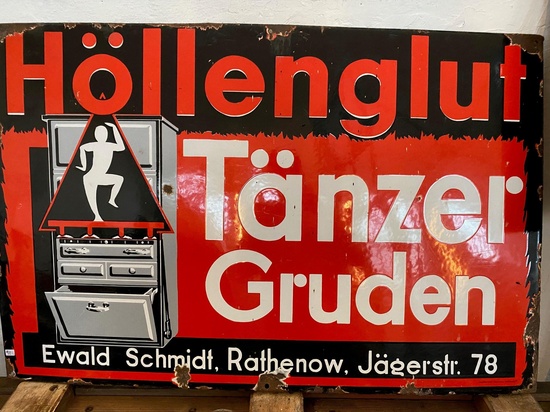 Höllenglut
Tänzer
Gruden
Ewald Schmidt, Rathenow, Jägerstr. 78